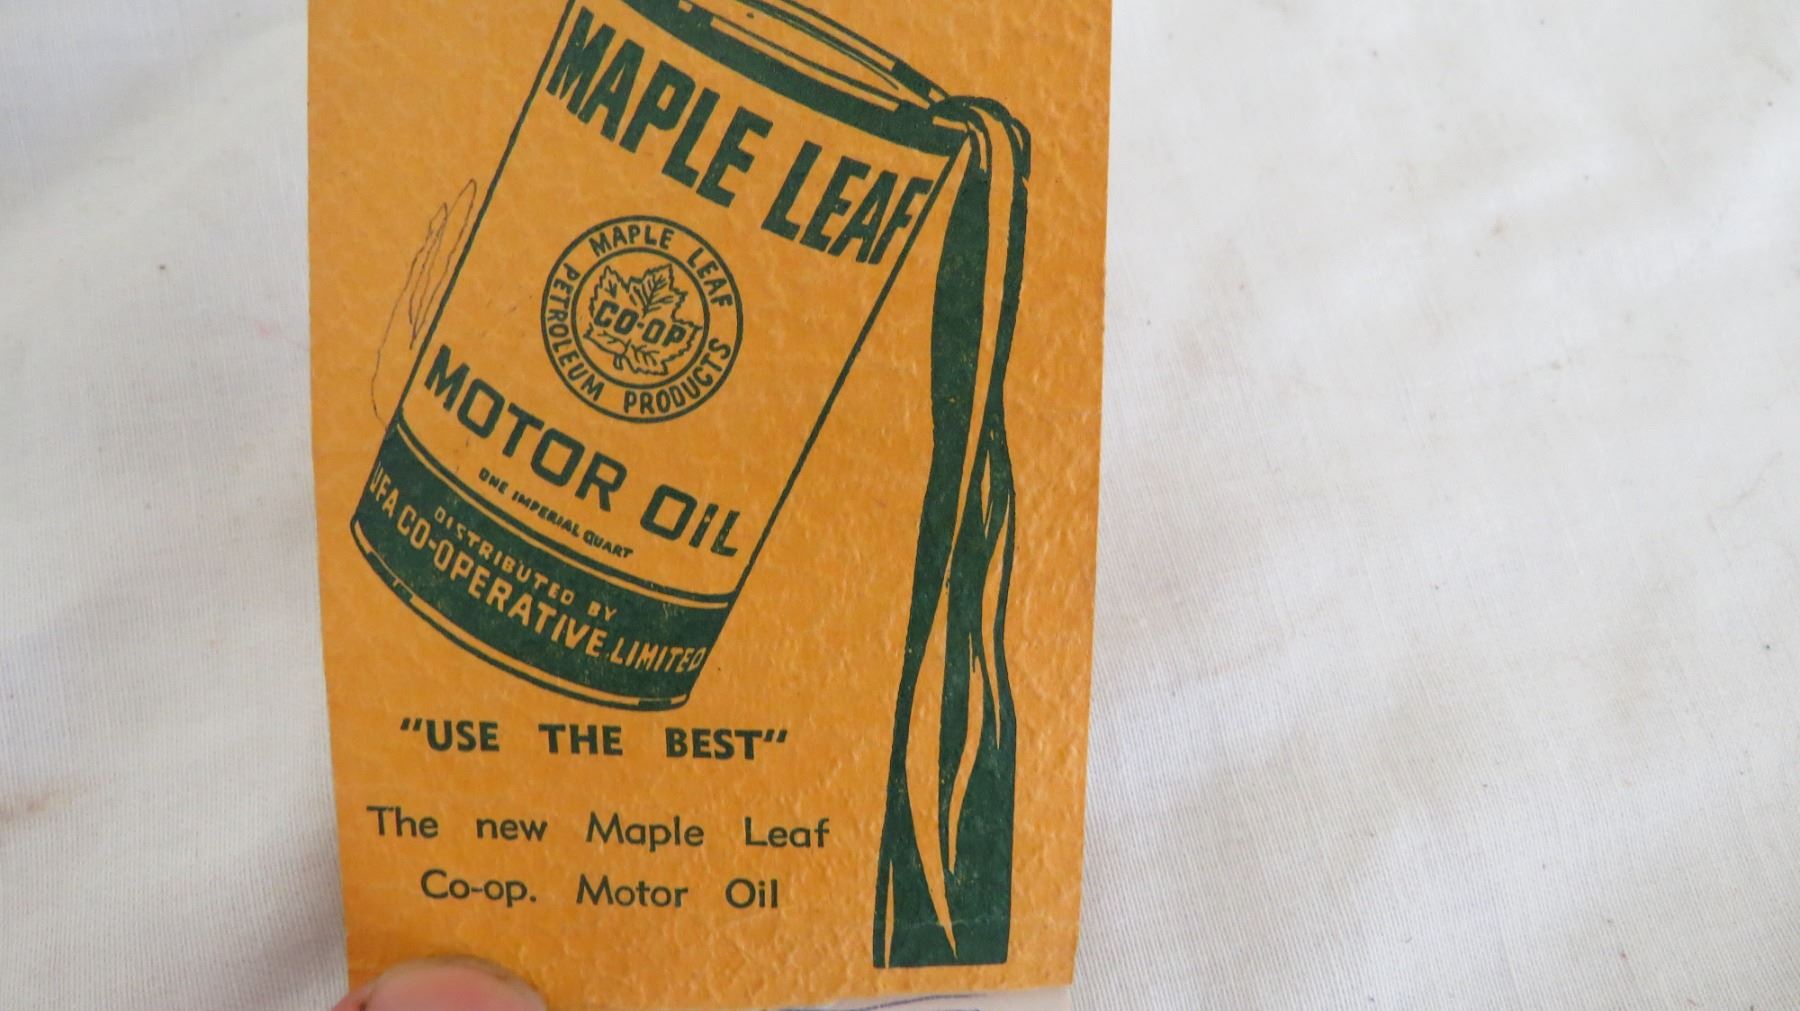 MAPLE LEAF
MAPLE LEAF
PETROLEUM PRODUCTS
CO-OP
MOTOR OIL
ONE IMPERIAL QUART
DISTRIBUTED BY
UFA CO-OPERATIVE LIMITED
"USE THE BEST"
The new Maple Leaf
Co-op. Motor Oil